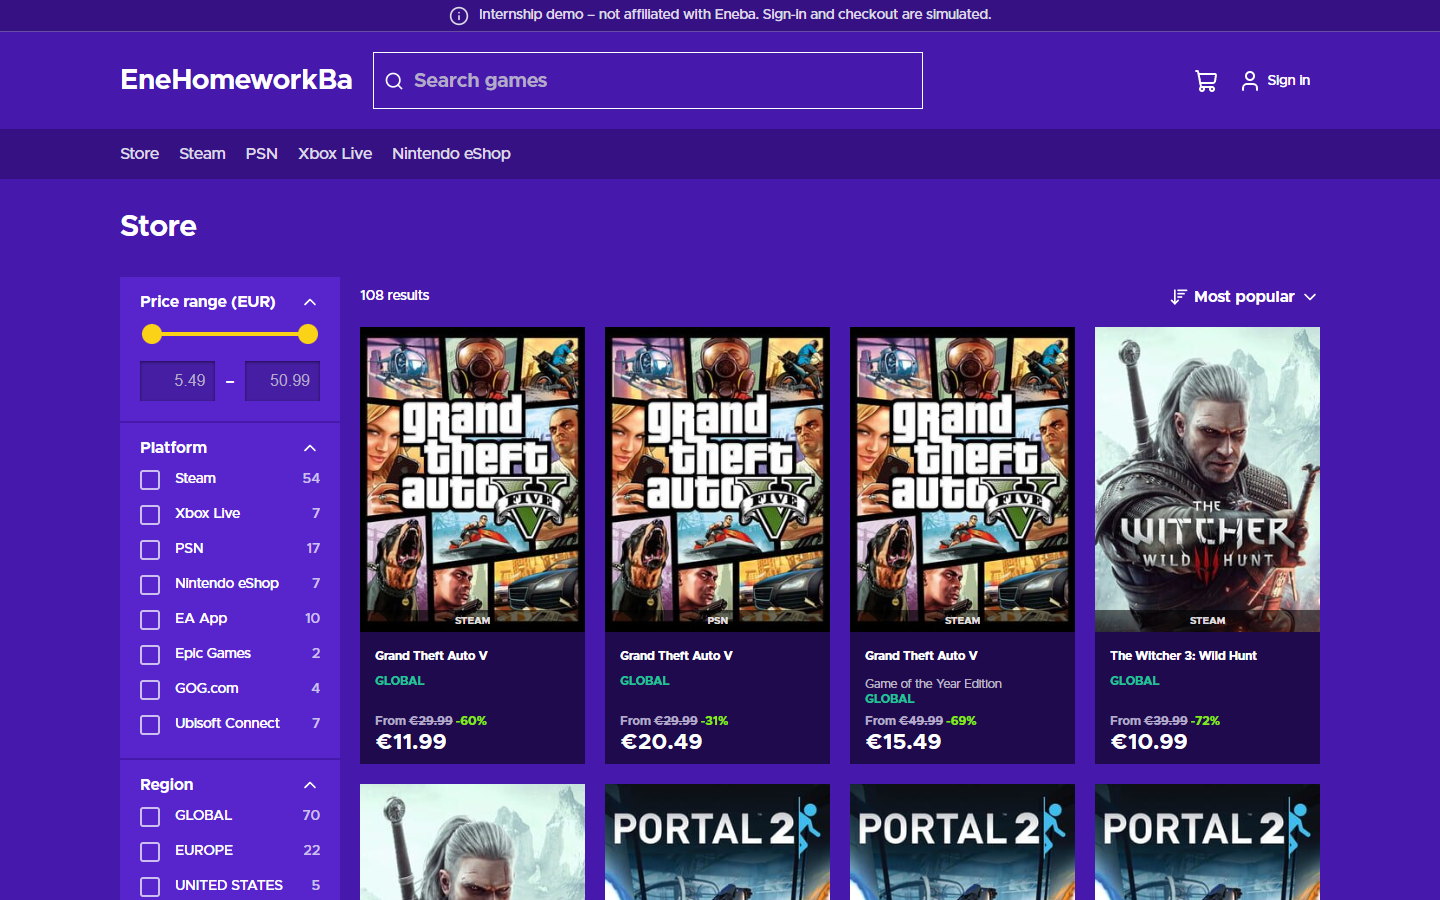 Internship demo – not affiliated with Eneba. Sign-in and checkout are simulated.
EneHomeworkBa
Search games
Sign in
Store
Steam
PSN
Xbox Live
Nintendo eShop
Store
Price range (EUR)
5.49 – 50.99
Platform
Steam 54
Xbox Live 7
PSN 17
Nintendo eShop 7
EA App 10
Epic Games 2
GOG.com 4
Ubisoft Connect 7
Region
GLOBAL 70
EUROPE 22
UNITED STATES 5
108 results
Most popular
grand
theft
auto
FIVE
STEAM
Grand Theft Auto V
GLOBAL
From €29.99 -60%
€11.99
grand
theft
auto
FIVE
PSN
Grand Theft Auto V
GLOBAL
From €29.99 -31%
€20.49
grand
theft
auto
FIVE
STEAM
Grand Theft Auto V
Game of the Year Edition
GLOBAL
From €49.99 -69%
€15.49
THE
WITCHER
WILD HUNT
STEAM
The Witcher 3: Wild Hunt
GLOBAL
From €39.99 -72%
€10.99
PORTAL 2
PORTAL 2
PORTAL 2